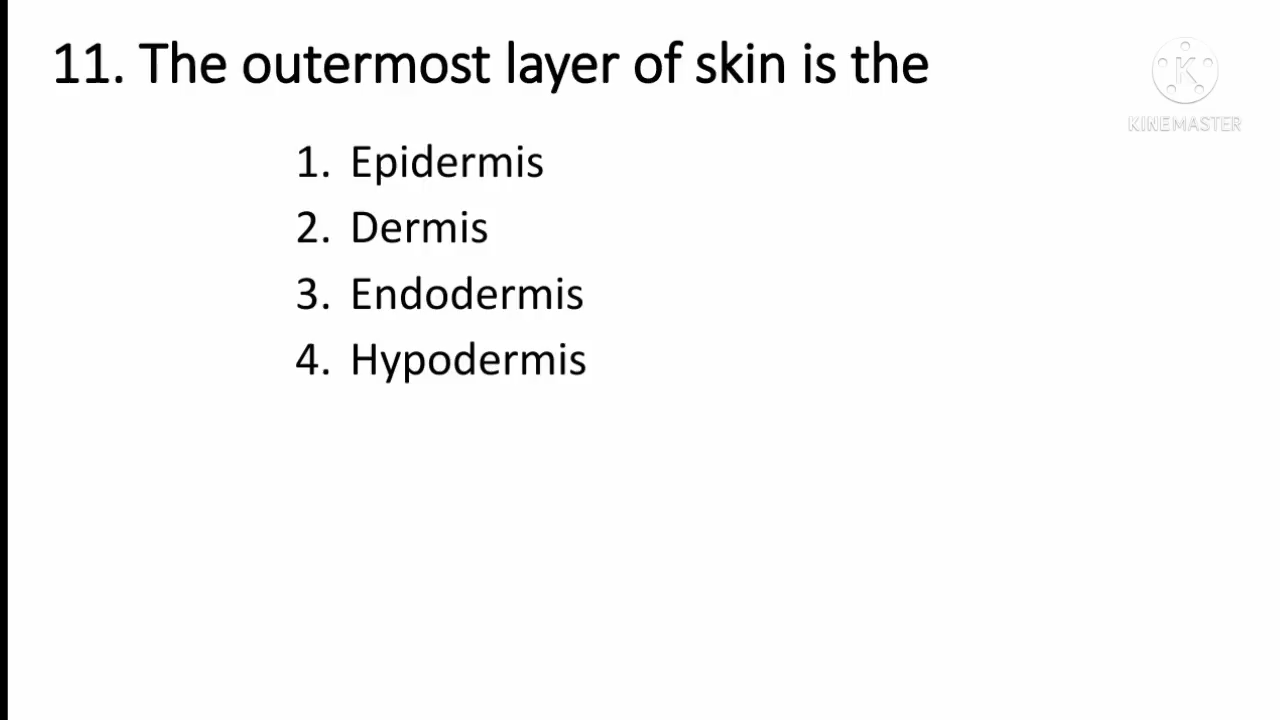 11. The outermost layer of skin is the
KINEMASTER
1. Epidermis
2. Dermis
3. Endodermis
4. Hypodermis